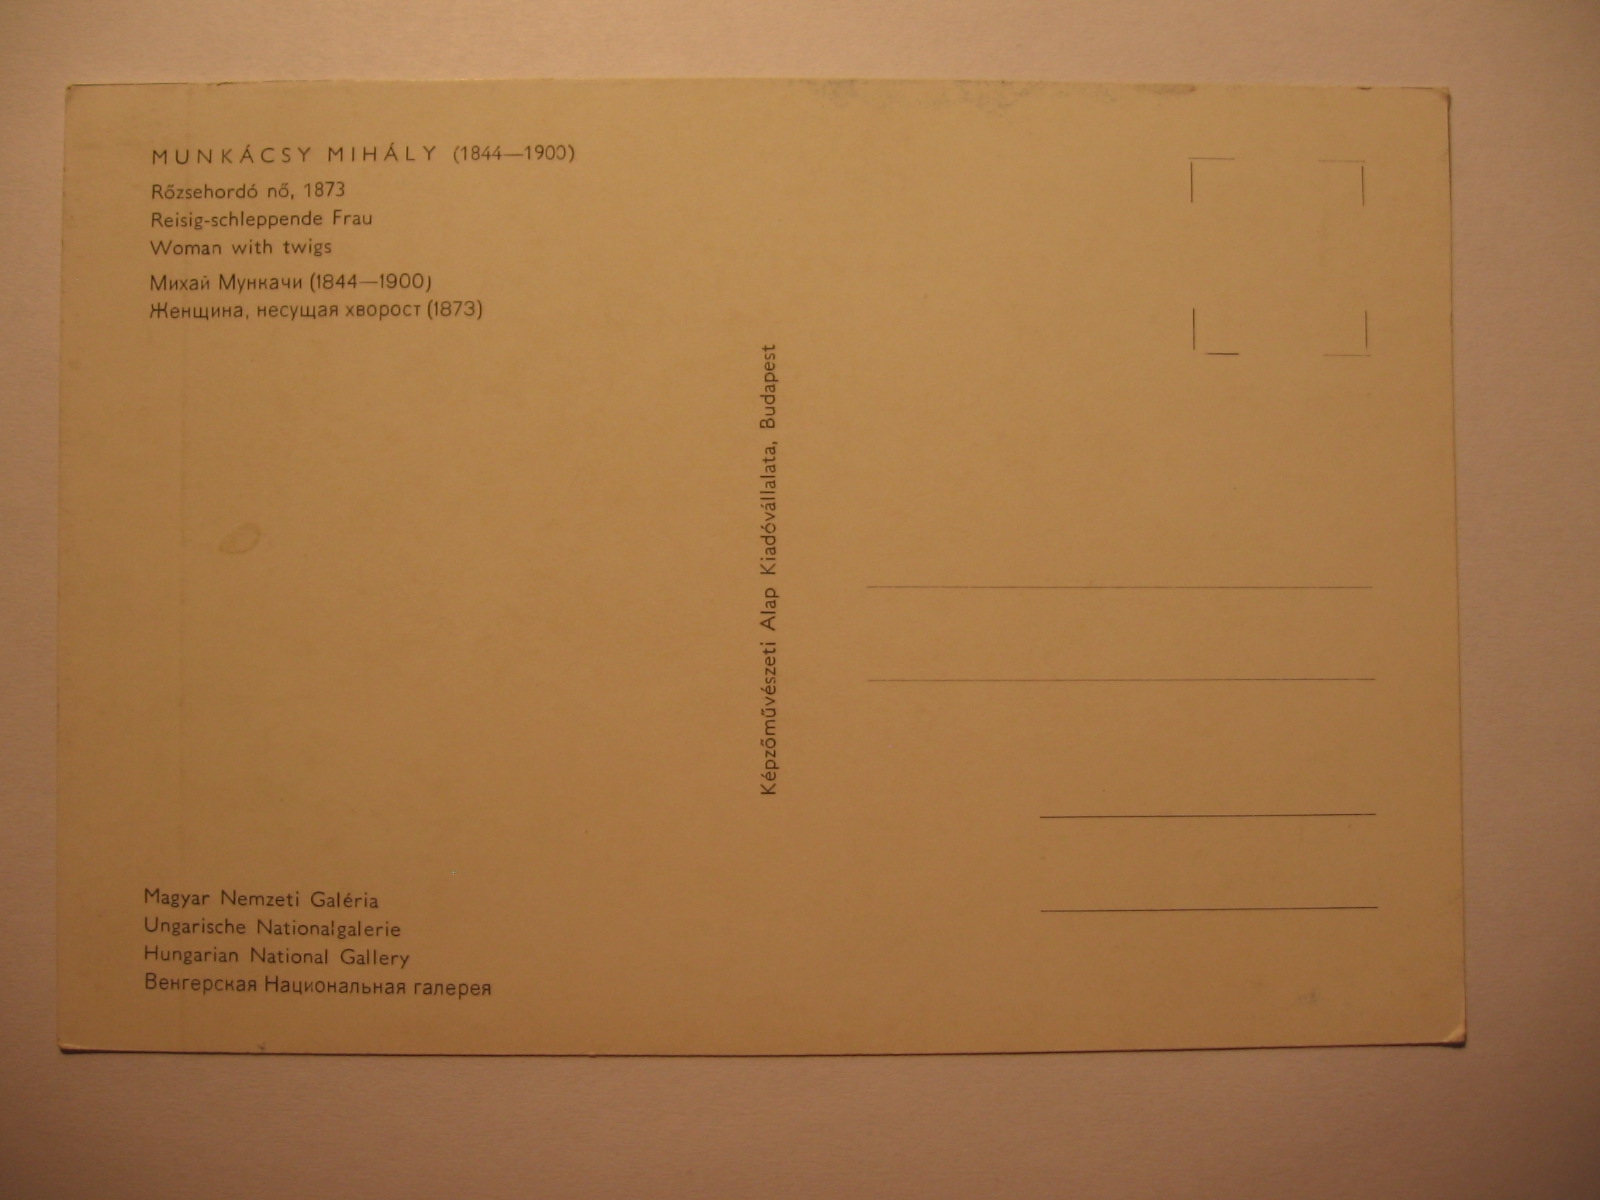 MUNKÁCSY MIHÁLY (1844—1900)
Rőzsehordó nő, 1873
Reisig-schleppende Frau
Woman with twigs
Михай Мункачи (1844—1900)
Женщина, несущая хворост (1873)
Képzőművészeti Alap Kiadóvállalata, Budapest
Magyar Nemzeti Galéria
Ungarische Nationalgalerie
Hungarian National Gallery
Венгерская Национальная галерея